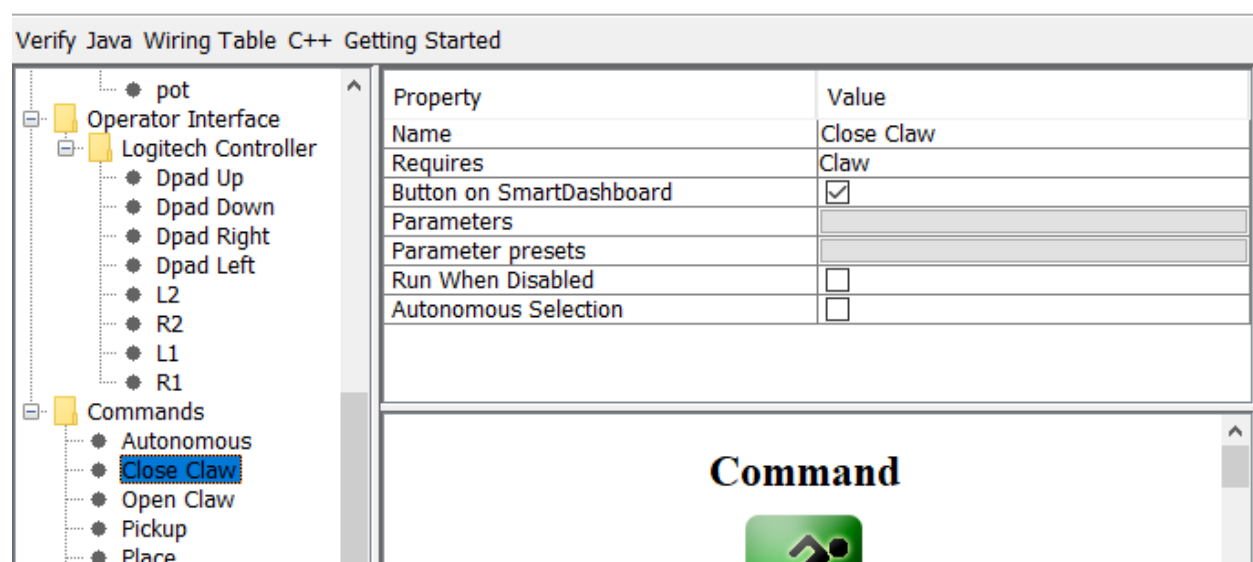 Verify Java Wiring Table C++ Getting Started
pot
Operator Interface
Logitech Controller
Dpad Up
Dpad Down
Dpad Right
Dpad Left
L2
R2
L1
R1
Commands
Autonomous
Close Claw
Open Claw
Pickup
Place
Property Value
Name Close Claw
Requires Claw
Button on SmartDashboard
Parameters
Parameter presets
Run When Disabled
Autonomous Selection
Command